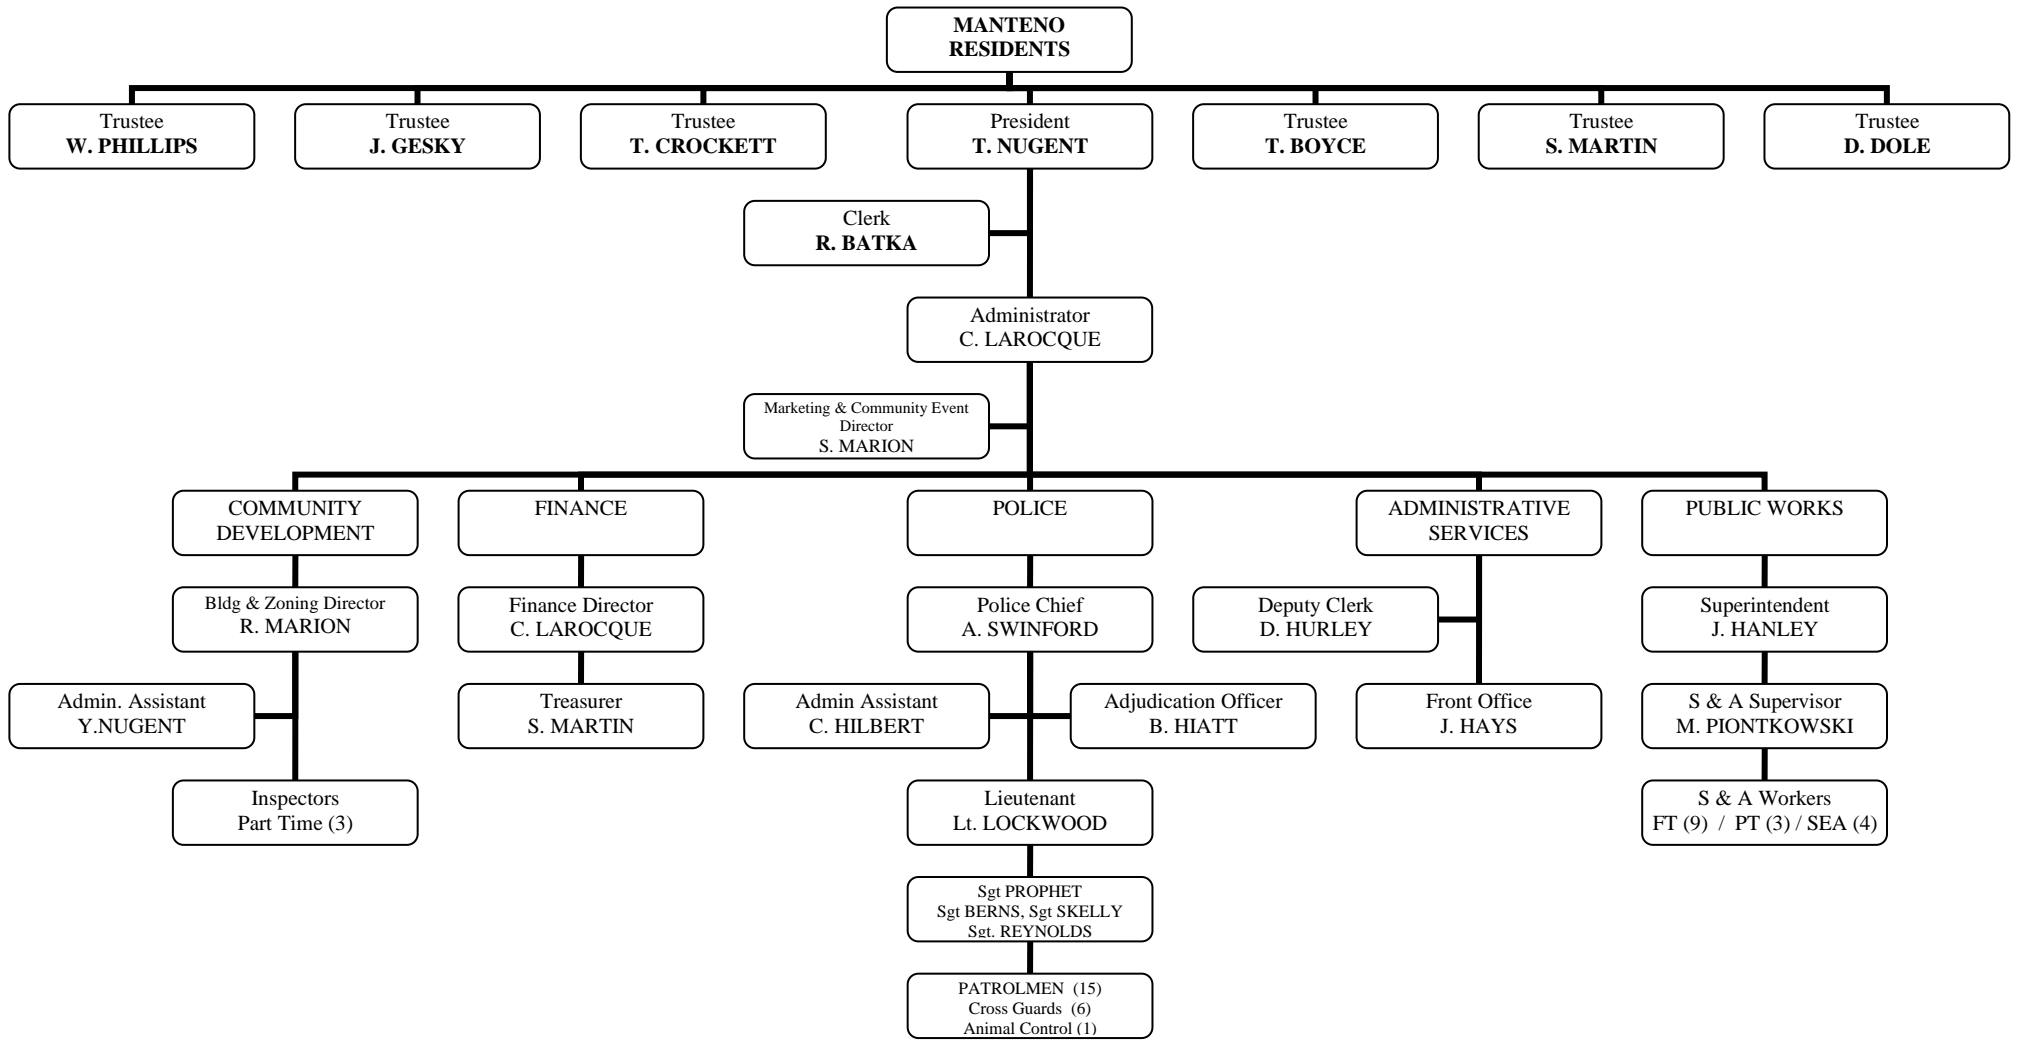 MANTENO
RESIDENTS
Trustee
W. PHILLIPS
Trustee
J. GESKY
Trustee
T. CROCKETT
President
T. NUGENT
Trustee
T. BOYCE
Trustee
S. MARTIN
Trustee
D. DOLE
Clerk
R. BATKA
Administrator
C. LAROCQUE
Marketing & Community Event
Director
S. MARION
COMMUNITY
DEVELOPMENT
FINANCE
POLICE
ADMINISTRATIVE
SERVICES
PUBLIC WORKS
Bldg & Zoning Director
R. MARION
Finance Director
C. LAROCQUE
Police Chief
A. SWINFORD
Deputy Clerk
D. HURLEY
Superintendent
J. HANLEY
Admin. Assistant
Y.NUGENT
Treasurer
S. MARTIN
Admin Assistant
C. HILBERT
Adjudication Officer
B. HIATT
Front Office
J. HAYS
S & A Supervisor
M. PIONTKOWSKI
Inspectors
Part Time (3)
Lieutenant
Lt. LOCKWOOD
S & A Workers
FT (9) / PT (3) / SEA (4)
Sgt PROPHET
Sgt BERNS, Sgt SKELLY
Sgt. REYNOLDS
PATROLMEN (15)
Cross Guards (6)
Animal Control (1)